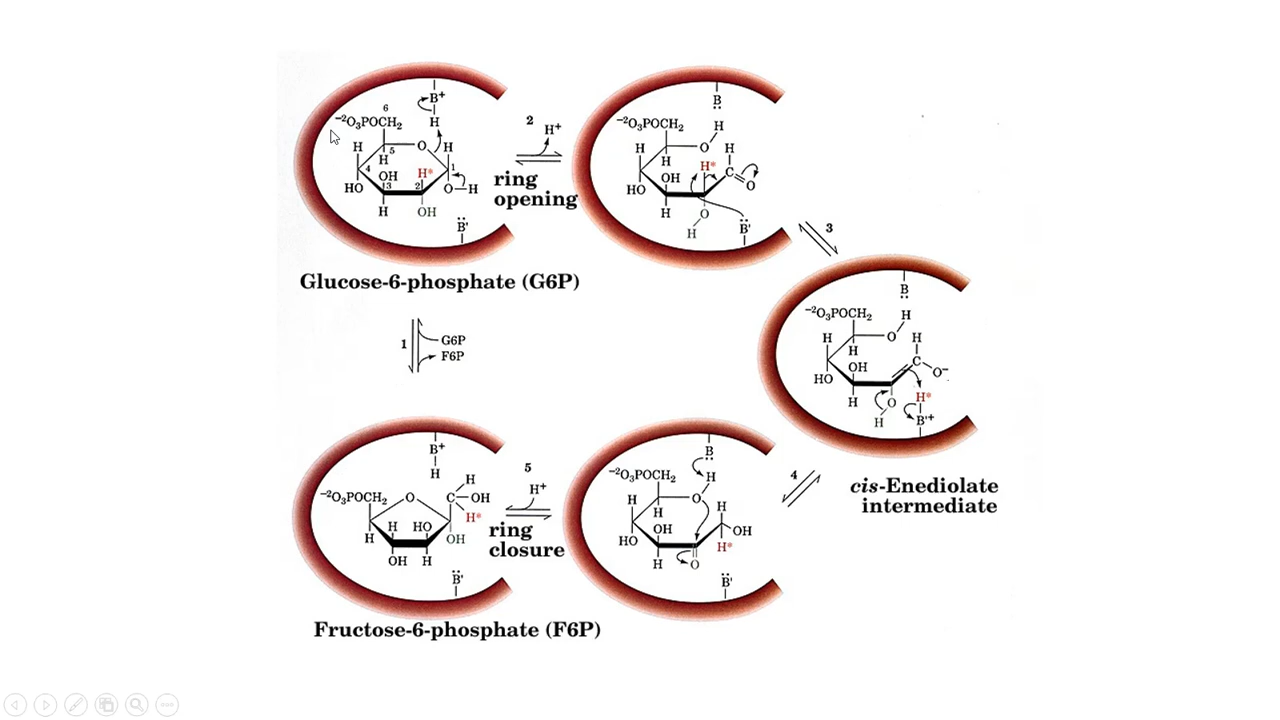 B+
H
6
−2O3POCH2
O
H
H
5
H
4
OH
H*
1
HO
3
2
O—H
H
OH
B̈'
Glucose-6-phosphate (G6P)
2
H+
ring
opening
B
−2O3POCH2
H
O
H
H
H
H*
C
OH
O
HO
H
O
H
B̈'
3
B
−2O3POCH2
H
O
H
H
H
C
OH
O−
HO
H
O
H*
H
B'+
cis-Enediolate
intermediate
1
G6P
F6P
4
B
−2O3POCH2
H
O
H
H
H
OH
OH
HO
H*
H
O
B̈'
5
H+
ring
closure
B+
H
H
−2O3POCH2
O
C—OH
H*
H
HO
H
OH
OH
H
B̈'
Fructose-6-phosphate (F6P)